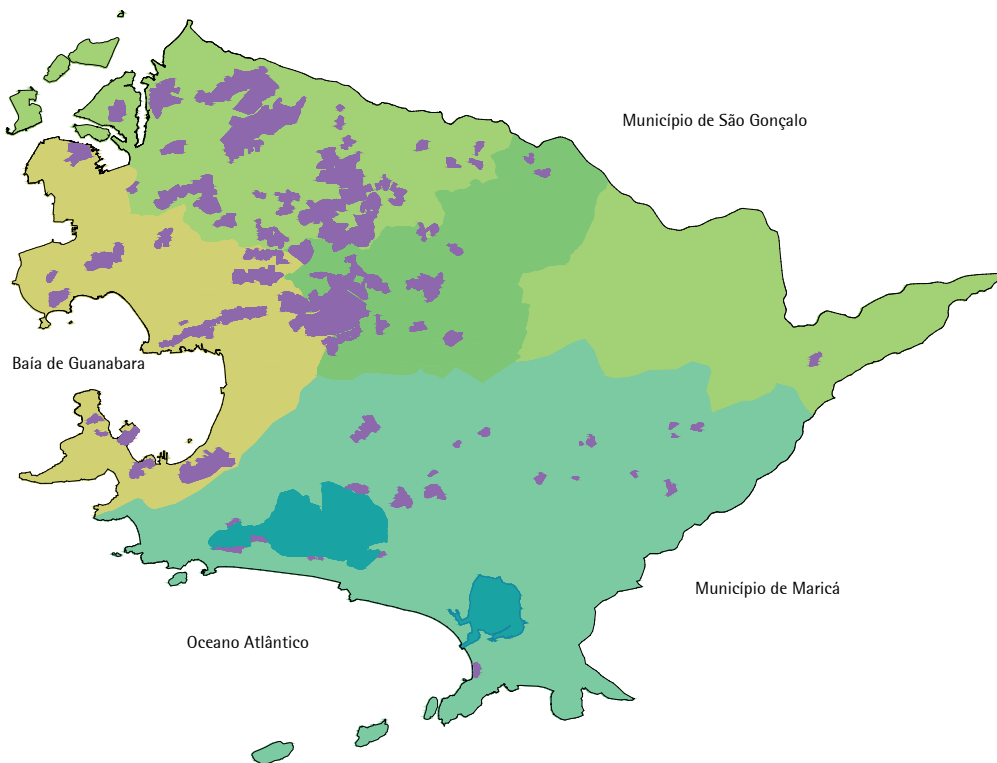 Município de São Gonçalo
Baía de Guanabara
Município de Maricá
Oceano Atlântico